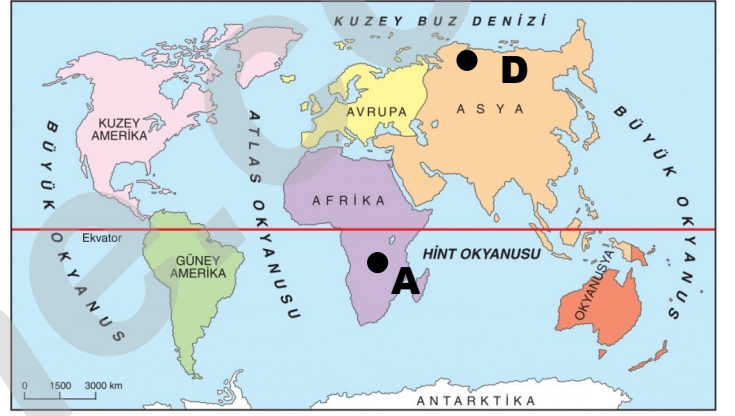 KUZEY BUZ DENİZİ
D
KUZEY
AMERİKA
AVRUPA
ASYA
BÜYÜK OKYANUS
ATLAS OKYANUSU
BÜYÜK OKYANUS
AFRİKA
Ekvator
GÜNEY
AMERİKA
HİNT OKYANUSU
A
OKYANUSYA
0 1500 3000 km
ANTARKTİKA